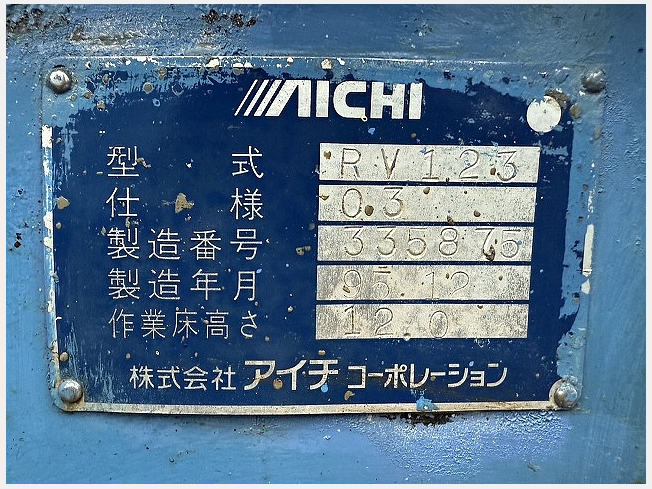 AICHI
型式 RV123
仕様 03
製造番号 335875
製造年月 95 12
作業床高さ 12 0
株式会社 アイチ コーポレーション